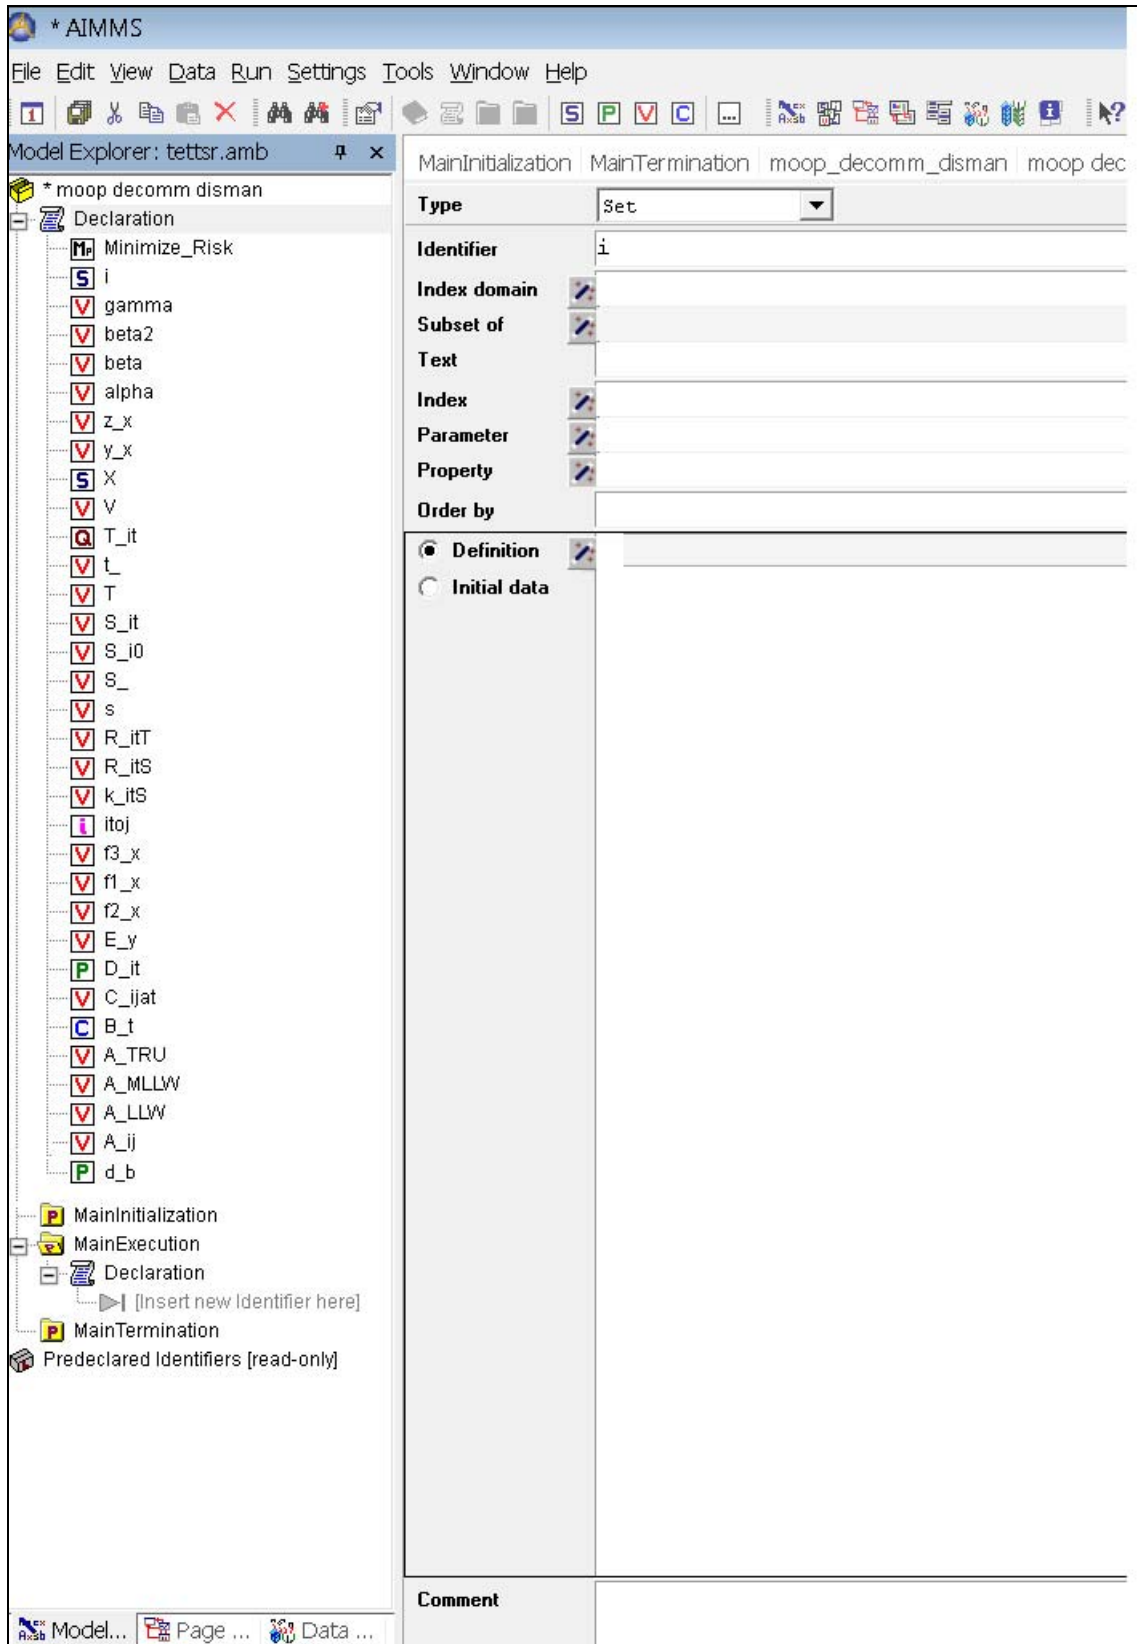 * AIMMS
File Edit View Data Run Settings Tools Window Help
1 S P V C ...
Model Explorer: tettsr.amb
MainInitialization MainTermination moop_decomm_disman moop dec
* moop decomm disman
Declaration
MP Minimize_Risk
S i
V gamma
V beta2
V beta
V alpha
V z_x
V y_x
S X
V V
Q T_it
V t_
V T
V S_it
V S_i0
V S_
V s
V R_itT
V R_itS
V k_itS
i itoj
V f3_x
V f1_x
V f2_x
V E_y
P D_it
V C_ijat
C B_t
V A_TRU
V A_MLLW
V A_LLW
V A_ij
P d_b
P MainInitialization
MainExecution
Declaration
[Insert new Identifier here]
P MainTermination
Predeclared Identifiers [read-only]
Model... Page ... Data ...
Type Set
Identifier i
Index domain
Subset of
Text
Index
Parameter
Property
Order by
Definition
Initial data
Comment